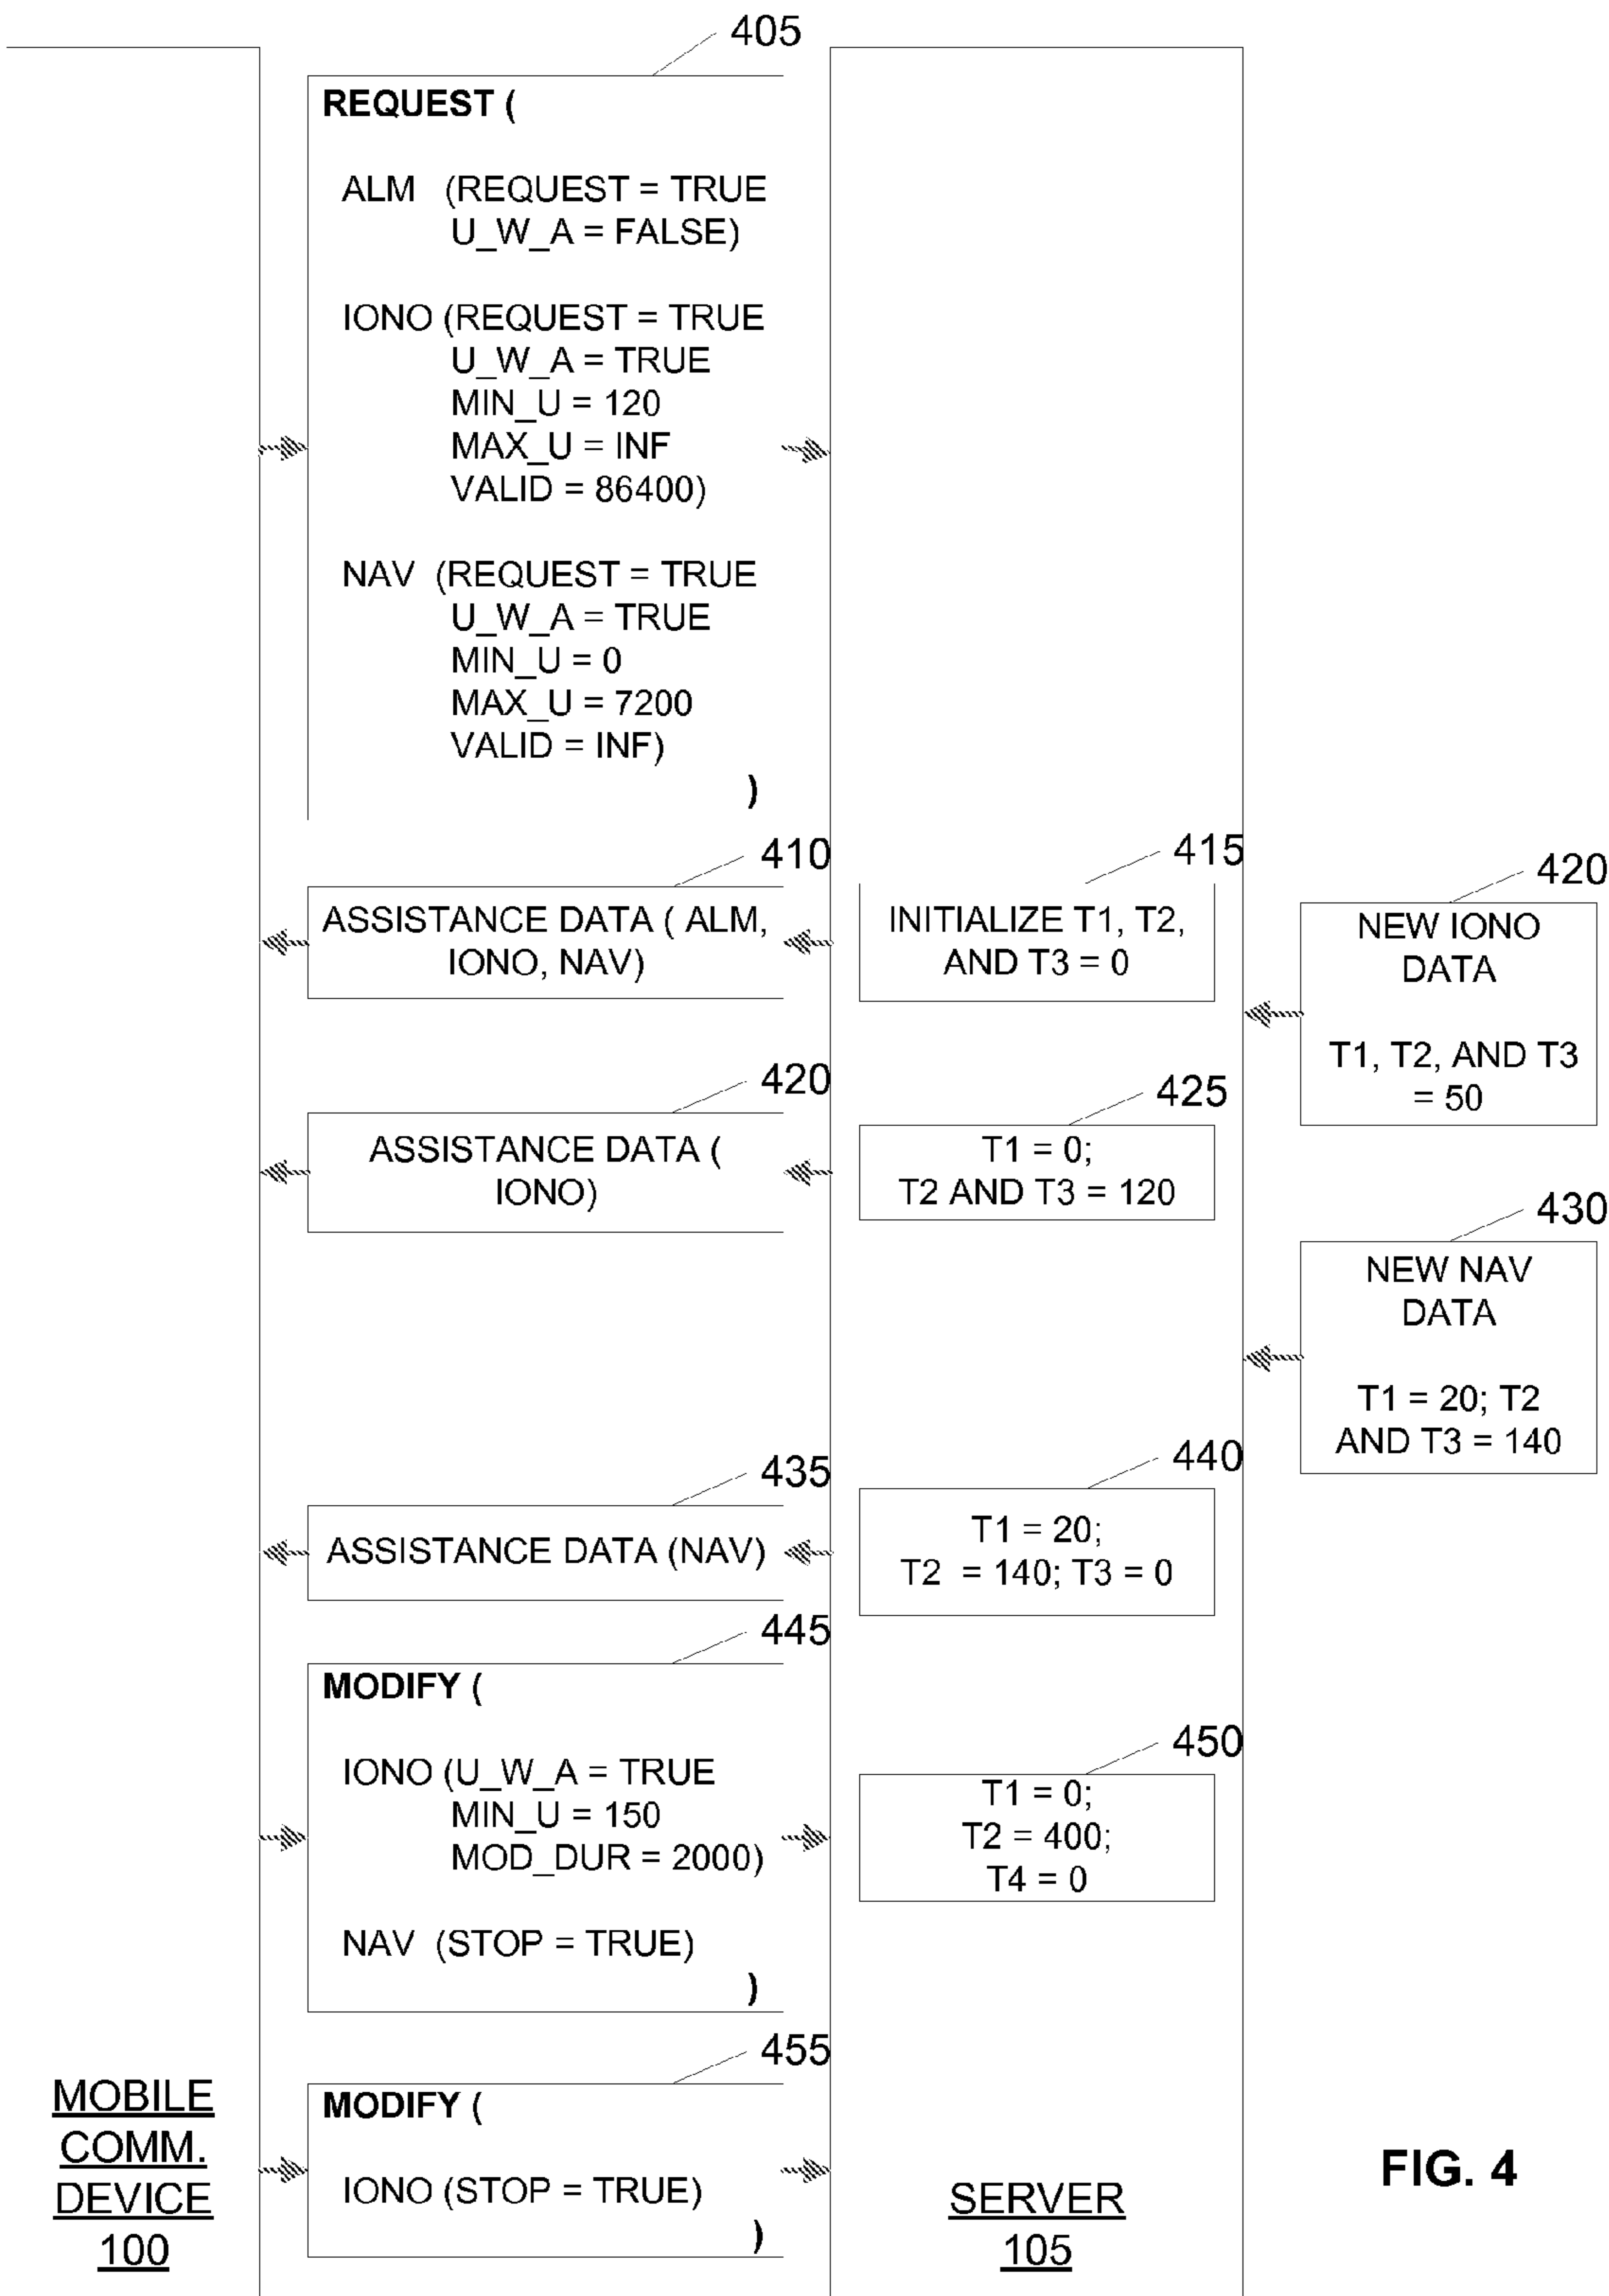 405
REQUEST (
ALM (REQUEST = TRUE
U_W_A = FALSE)
IONO (REQUEST = TRUE
U_W_A = TRUE
MIN_U = 120
MAX_U = INF
VALID = 86400)
NAV (REQUEST = TRUE
U_W_A = TRUE
MIN_U = 0
MAX_U = 7200
VALID = INF)
)
410
ASSISTANCE DATA ( ALM,
IONO, NAV)
415
INITIALIZE T1, T2,
AND T3 = 0
420
NEW IONO
DATA
T1, T2, AND T3
= 50
420
ASSISTANCE DATA (
IONO)
425
T1 = 0;
T2 AND T3 = 120
430
NEW NAV
DATA
T1 = 20; T2
AND T3 = 140
435
ASSISTANCE DATA (NAV)
440
T1 = 20;
T2 = 140; T3 = 0
445
MODIFY (
IONO (U_W_A = TRUE
MIN_U = 150
MOD_DUR = 2000)
NAV (STOP = TRUE)
)
450
T1 = 0;
T2 = 400;
T4 = 0
455
MODIFY (
IONO (STOP = TRUE)
)
MOBILE
COMM.
DEVICE
100
SERVER
105
FIG. 4